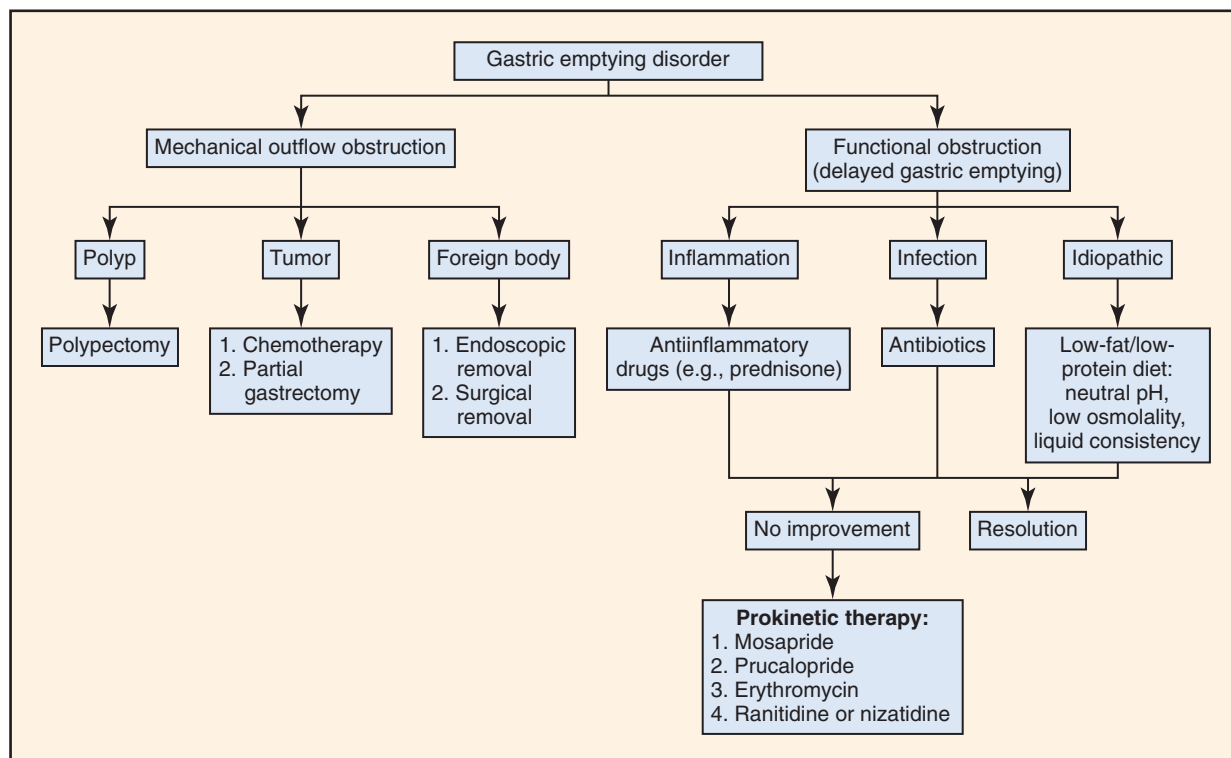 Gastric emptying disorder
Mechanical outflow obstruction
Functional obstruction
(delayed gastric emptying)
Polyp
Tumor
Foreign body
Inflammation
Infection
Idiopathic
Polypectomy
1. Chemotherapy
2. Partial
gastrectomy
1. Endoscopic
removal
2. Surgical
removal
Antiinflammatory
drugs (e.g., prednisone)
Antibiotics
Low-fat/low-
protein diet:
neutral pH,
low osmolality,
liquid consistency
No improvement
Resolution
Prokinetic therapy:
1. Mosapride
2. Prucalopride
3. Erythromycin
4. Ranitidine or nizatidine